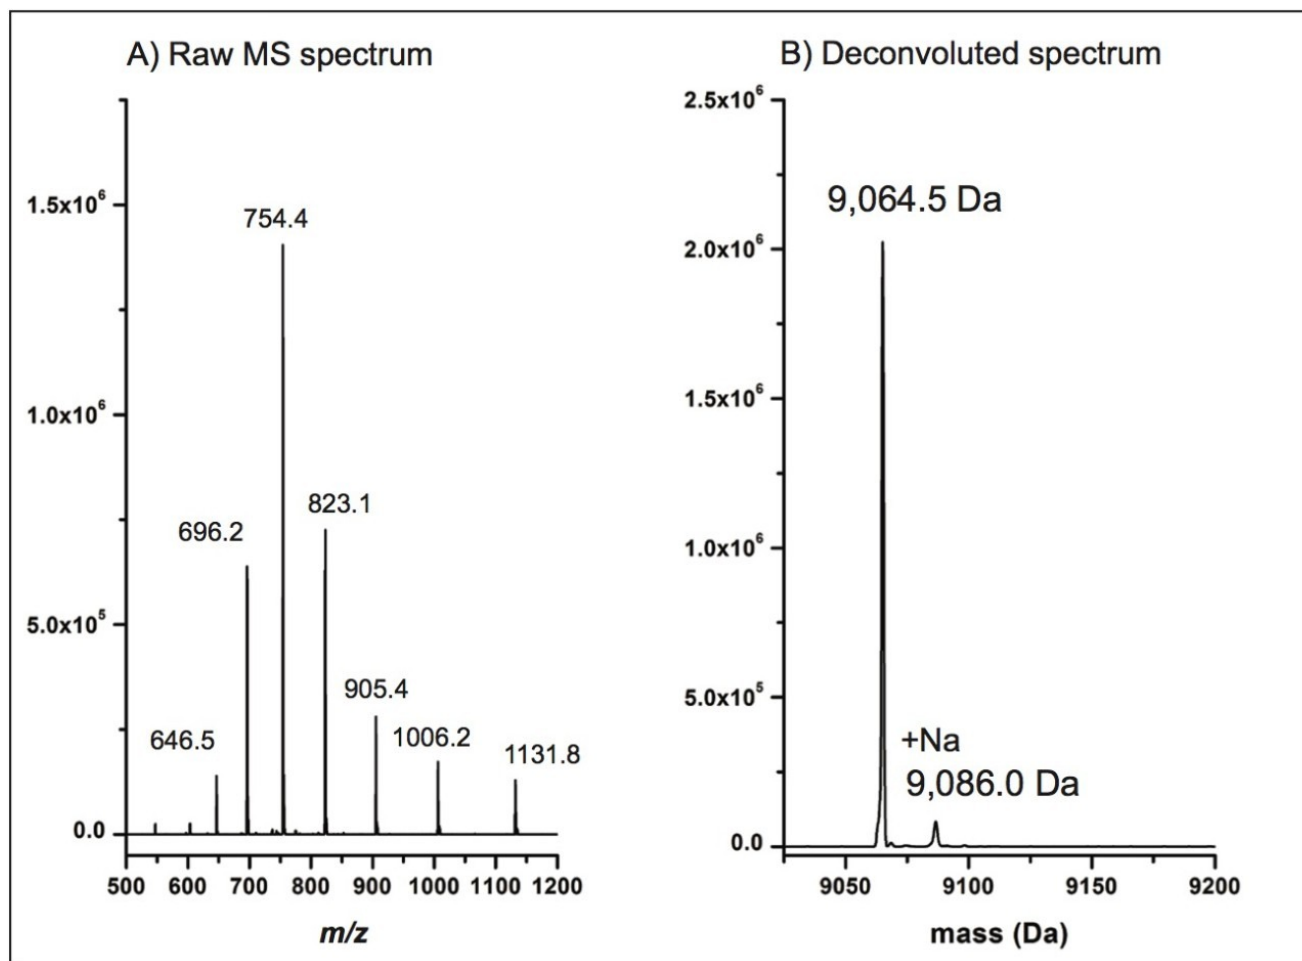 A) Raw MS spectrum
1.5x10⁶
1.0x10⁶
5.0x10⁵
0.0
646.5
696.2
754.4
823.1
905.4
1006.2
1131.8
500 600 700 800 900 1000 1100 1200
m/z
B) Deconvoluted spectrum
2.5x10⁶
2.0x10⁶
1.5x10⁶
1.0x10⁶
5.0x10⁵
0.0
9,064.5 Da
+Na
9,086.0 Da
9050 9100 9150 9200
mass (Da)